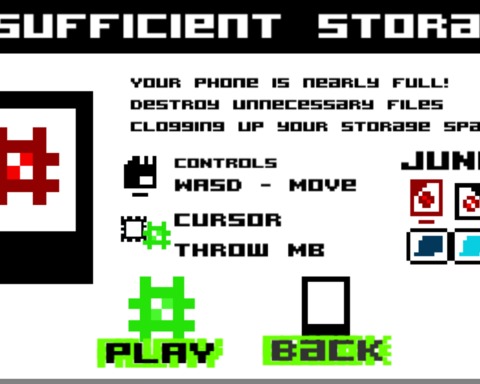 SUFFICIENT STORA
YOUR PHONE IS NEARLY FULL!
DESTROY UNNECESSARY FILES
CLOGGING UP YOUR STORAGE SPA
CONTROLS
WASD - MOVE
CURSOR
THROW MB
JUN
PLAY
BACK